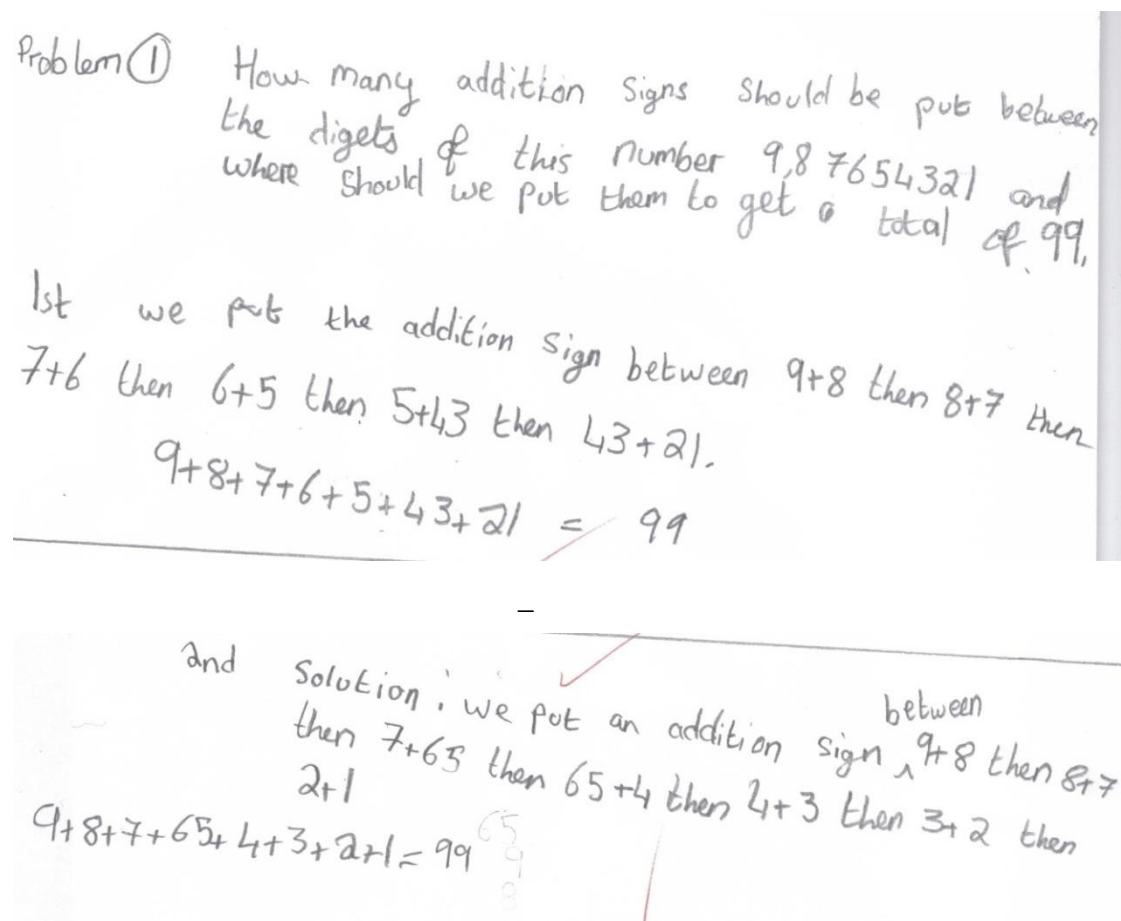 Problem ① How many addition signs should be put between
the digets of this number 9,87654321 and
where should we put them to get a total of 99.
1st we put the addition sign between 9+8 then 8+7 then
7+6 then 6+5 then 5+43 then 43+21.
9+8+7+6+5+43+21 = 99
–
2nd Solution: we put an addition sign ^ between 9+8 then 8+7
then 7+65 then 65+4 then 4+3 then 3+2 then
2+1
9+8+7+65+4+3+2+1=99
65
9
8